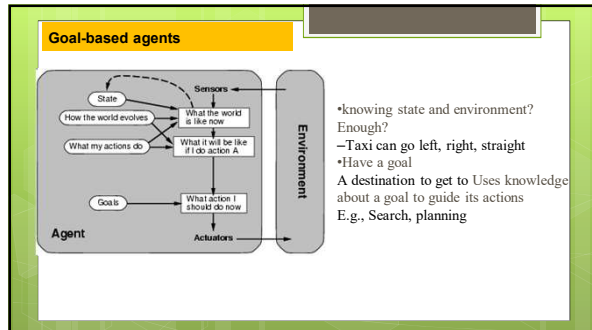 Goal-based agents
Sensors
State
How the world evolves
What my actions do
What the world
is like now
What it will be like
if I do action A
Goals
What action I
should do now
Agent
Actuators
Environment
•knowing state and environment?
Enough?
–Taxi can go left, right, straight
•Have a goal
A destination to get to Uses knowledge
about a goal to guide its actions
E.g., Search, planning